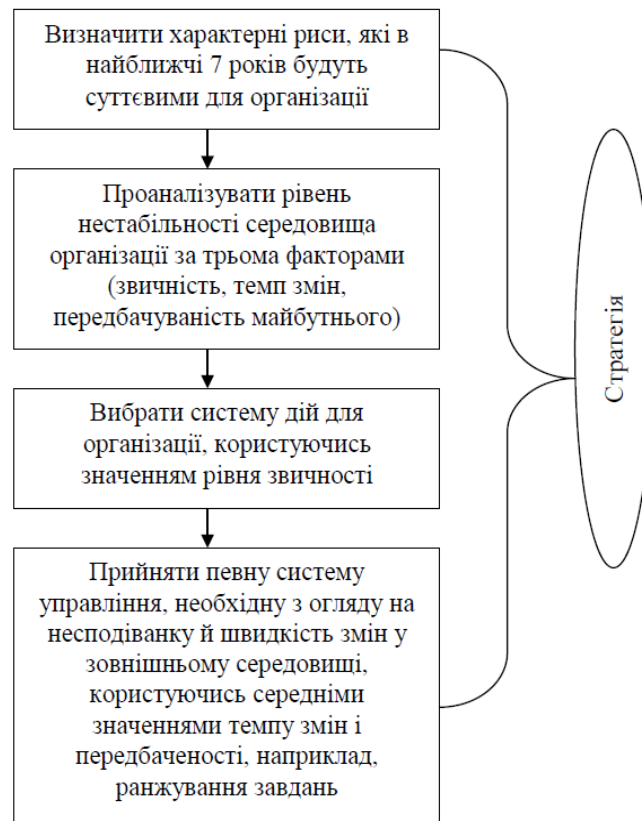 Визначити характерні риси, які в
найближчі 7 років будуть
суттєвими для організації
Проаналізувати рівень
нестабільності середовища
організації за трьома факторами
(звичність, темп змін,
передбачуваність майбутнього)
Вибрати систему дій для
організації, користуючись
значенням рівня звичності
Прийняти певну систему
управління, необхідну з огляду на
несподіванку й швидкість змін у
зовнішньому середовищі,
користуючись середніми
значеннями темпу змін і
передбаченості, наприклад,
ранжування завдань
Стратегія